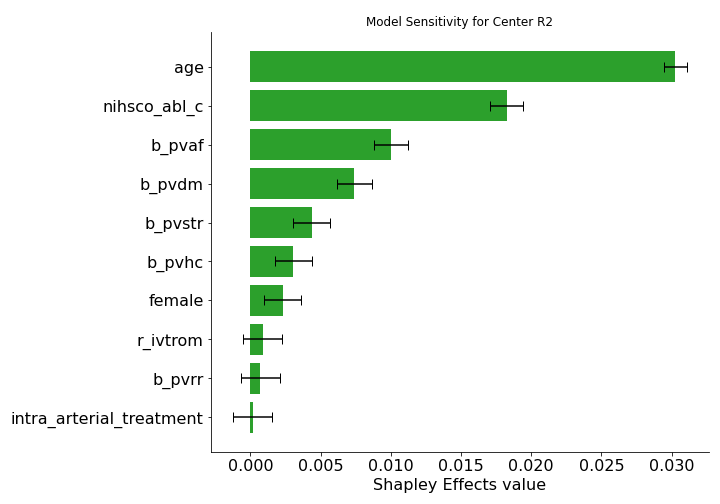 Model Sensitivity for Center R2
age
nihsco_abl_c
b_pvaf
b_pvdm
b_pvstr
b_pvhc
female
r_ivtrom
b_pvrr
intra_arterial_treatment
0.000 0.005 0.010 0.015 0.020 0.025 0.030
Shapley Effects value